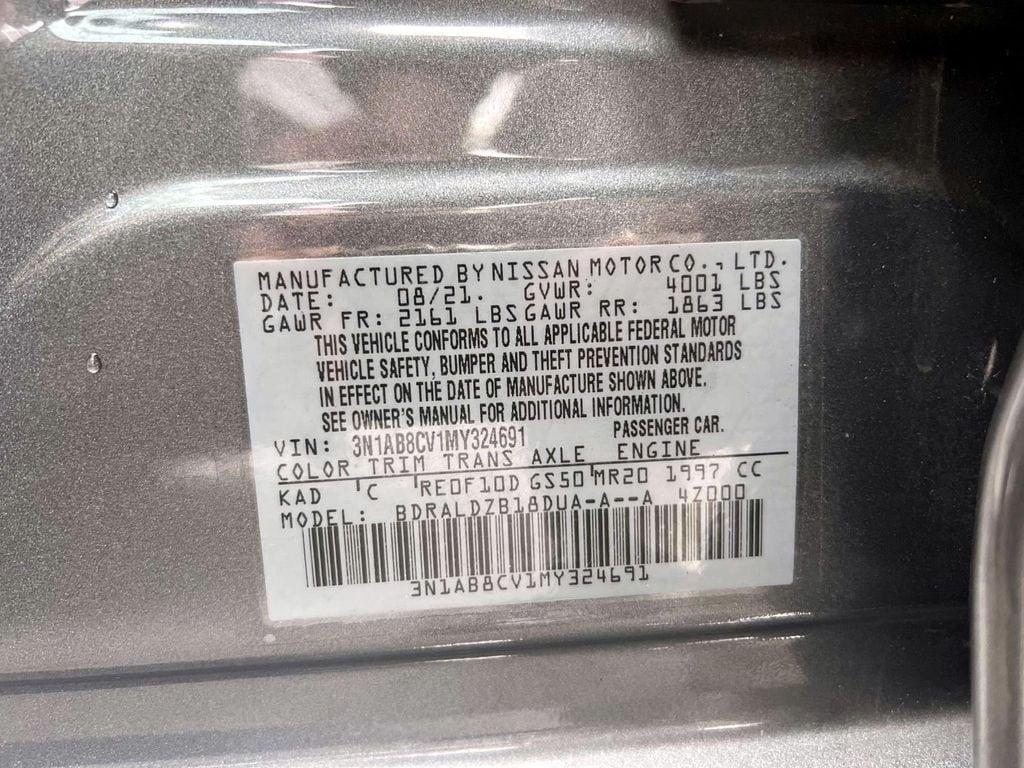 MANUFACTURED BY NISSAN MOTOR CO., LTD.
DATE: 08/21. GVWR: 4001 LBS
GAWR FR: 2161 LBS GAWR RR: 1863 LBS
THIS VEHICLE CONFORMS TO ALL APPLICABLE FEDERAL MOTOR
VEHICLE SAFETY, BUMPER AND THEFT PREVENTION STANDARDS
IN EFFECT ON THE DATE OF MANUFACTURE SHOWN ABOVE.
SEE OWNER'S MANUAL FOR ADDITIONAL INFORMATION.
VIN: 3N1AB8CV1MY324691 PASSENGER CAR.
COLOR TRIM TRANS AXLE ENGINE
KAD C RE0F10D GS50 MR20 1997 CC
MODEL: BDRALDZB18DUA-A--A 4Z000
3N1AB8CV1MY324691